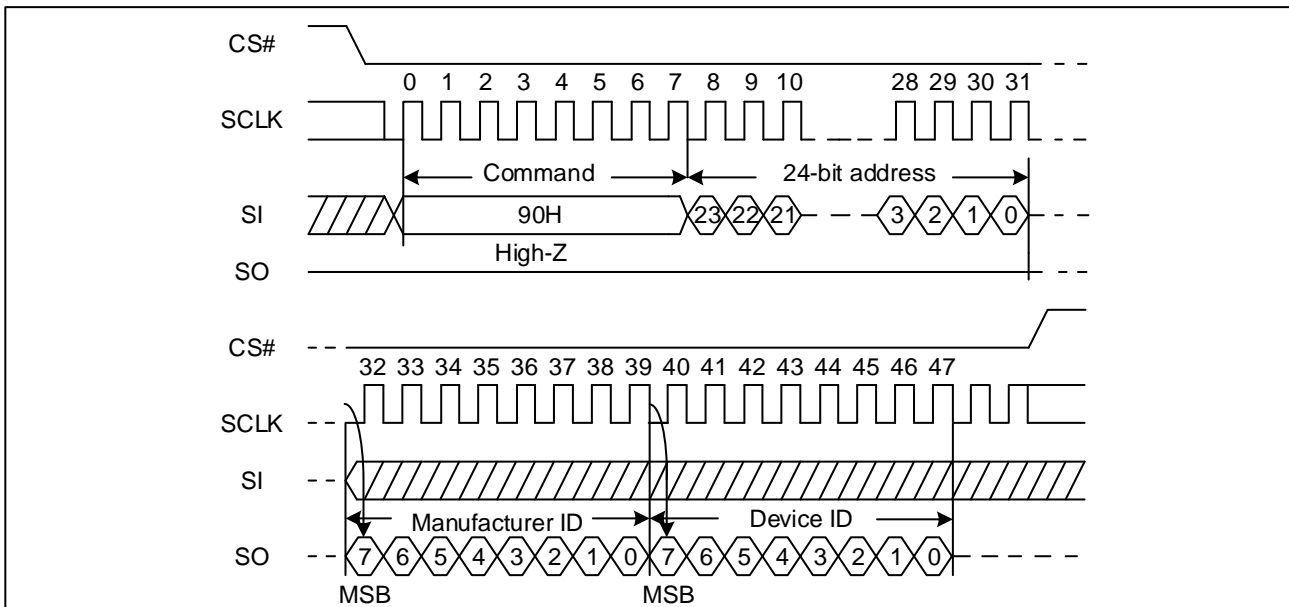 CS#
0 1 2 3 4 5 6 7 8 9 10 28 29 30 31
SCLK
Command 24-bit address
SI 90H 23 22 21 3 2 1 0
High-Z
SO
CS#
32 33 34 35 36 37 38 39 40 41 42 43 44 45 46 47
SCLK
SI
Manufacturer ID Device ID
SO 7 6 5 4 3 2 1 0 7 6 5 4 3 2 1 0
MSB MSB